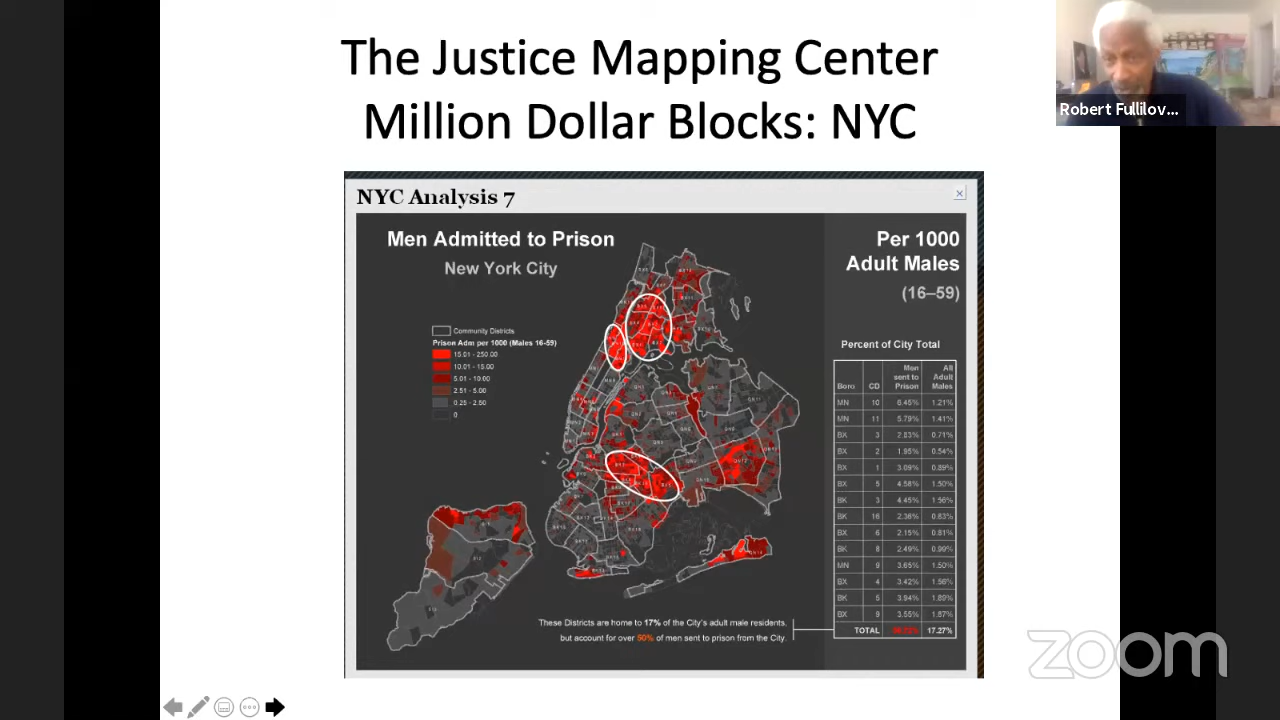 The Justice Mapping Center
Million Dollar Blocks: NYC
Robert Fullilov...
NYC Analysis 7
Men Admitted to Prison
New York City
Per 1000
Adult Males
(16–59)
Community Districts
Prison Adm per 1000 (Males 16-59)
15.01 - 250.00
10.01 - 15.00
5.01 - 10.00
2.51 - 5.00
0.25 - 2.50
0
Percent of City Total
Boro CD Men sent to Prison All Adult Males
MN 10 6.45% 1.21%
MN 11 5.79% 1.41%
BX 3 2.83% 0.71%
BX 2 1.95% 0.54%
BX 1 3.09% 0.89%
BX 5 4.58% 1.50%
BK 3 4.45% 1.56%
BK 16 2.36% 0.83%
BX 6 2.15% 0.81%
BK 8 2.49% 0.99%
MN 9 3.65% 1.50%
BX 4 3.42% 1.56%
BK 5 3.94% 1.89%
BX 9 3.55% 1.87%
TOTAL 17.27%
These Districts are home to 17% of the City's adult male residents,
but account for over 50% of men sent to prison from the City.
zoom